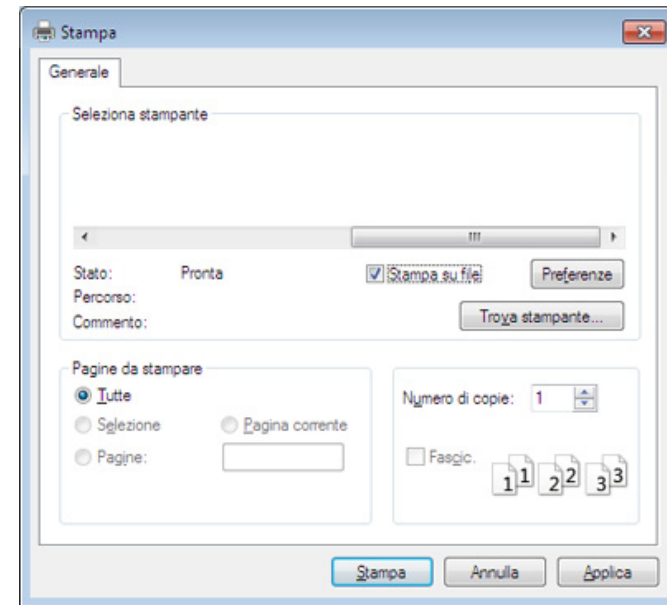 Stampa
Generale
Seleziona stampante
Stato: Pronta
Stampa su file
Preferenze
Percorso:
Commento:
Trova stampante...
Pagine da stampare
Tutte
Selezione
Pagina corrente
Pagine:
Numero di copie: 1
Fascic.
1 1 2 2 3 3
Stampa
Annulla
Applica